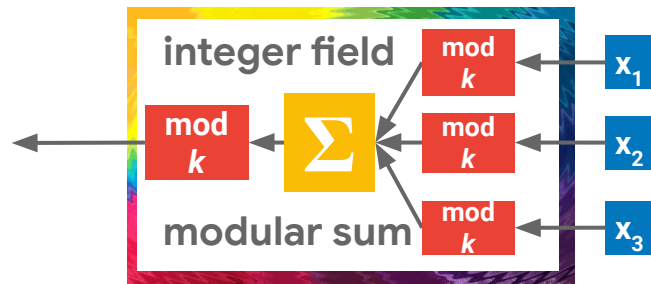 integer field
mod
k
x1
mod
k
Σ
mod
k
x2
modular sum
mod
k
x3